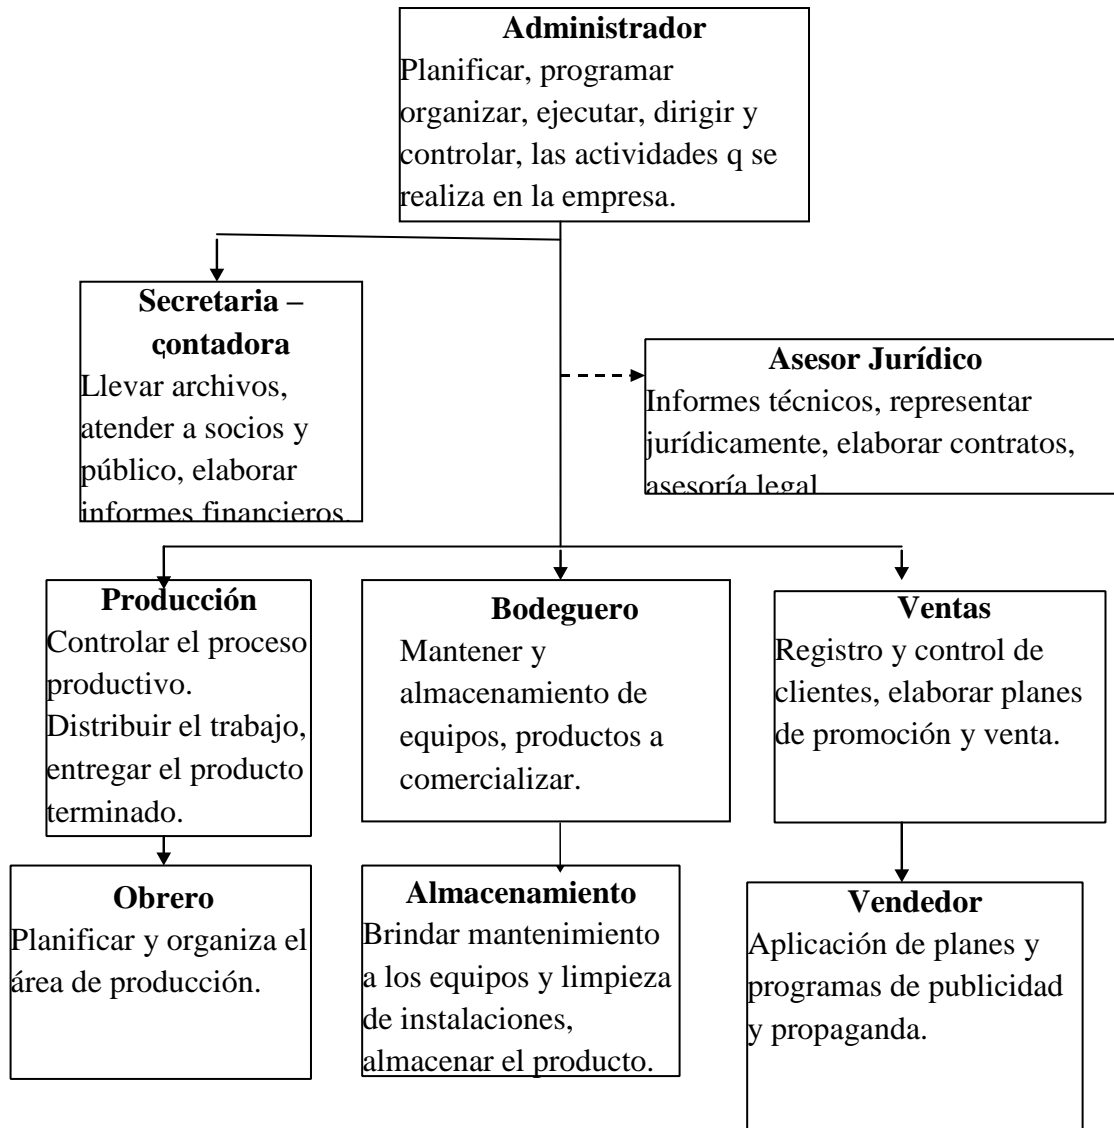 Administrador
Planificar, programar
organizar, ejecutar, dirigir y
controlar, las actividades q se
realiza en la empresa.
Secretaria –
contadora
Llevar archivos,
atender a socios y
público, elaborar
informes financieros.
Asesor Jurídico
Informes técnicos, representar
jurídicamente, elaborar contratos,
asesoría legal
Producción
Controlar el proceso
productivo.
Distribuir el trabajo,
entregar el producto
terminado.
Bodeguero
Mantener y
almacenamiento de
equipos, productos a
comercializar.
Ventas
Registro y control de
clientes, elaborar planes
de promoción y venta.
Obrero
Planificar y organiza el
área de producción.
Almacenamiento
Brindar mantenimiento
a los equipos y limpieza
de instalaciones,
almacenar el producto.
Vendedor
Aplicación de planes y
programas de publicidad
y propaganda.